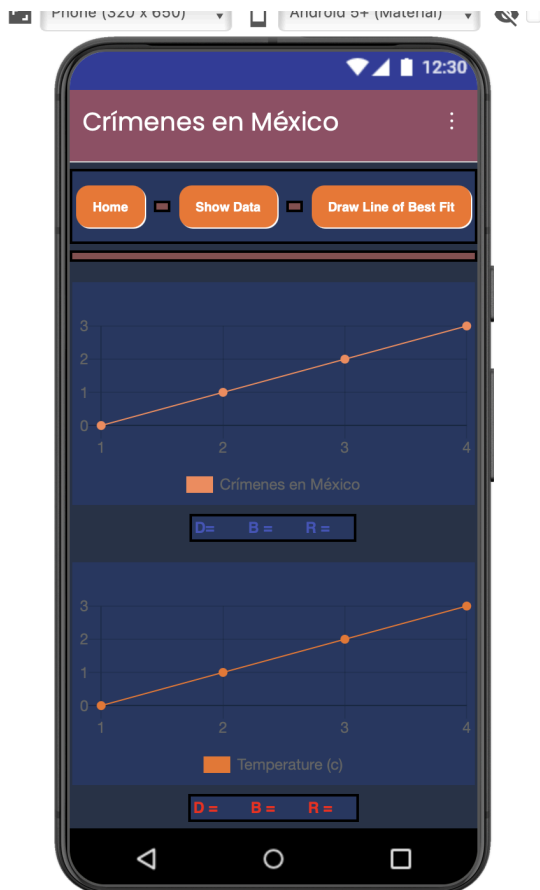 Phone (320 x 650) Android 5+ (Material)
12:30
Crímenes en México
Home Show Data Draw Line of Best Fit
3
2
1
0
1 2 3 4
Crímenes en México
D= B = R =
3
2
1
0
1 2 3 4
Temperature (c)
D = B = R =